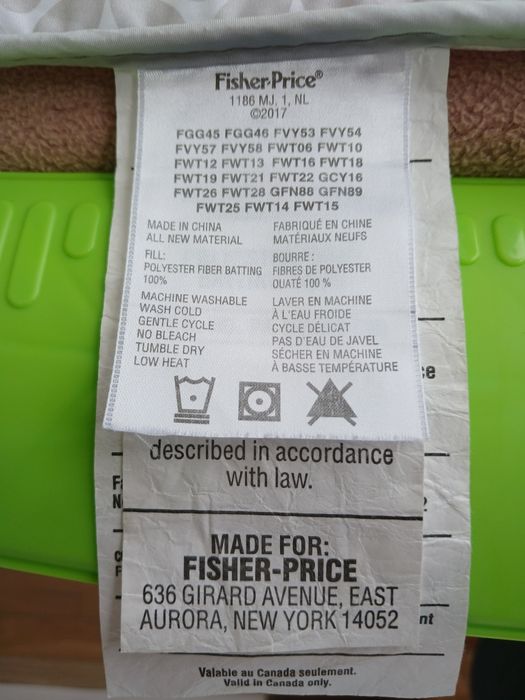 Fisher-Price®
1186 MJ, 1, NL
©2017
FGG45 FGG46 FVY53 FVY54
FVY57 FVY58 FWT06 FWT10
FWT12 FWT13 FWT16 FWT18
FWT19 FWT21 FWT22 GCY16
FWT26 FWT28 GFN88 GFN89
FWT25 FWT14 FWT15
MADE IN CHINA
ALL NEW MATERIAL
FILL:
POLYESTER FIBER BATTING
100%
MACHINE WASHABLE
WASH COLD
GENTLE CYCLE
NO BLEACH
TUMBLE DRY
LOW HEAT
FABRIQUÉ EN CHINE
MATÉRIAUX NEUFS
BOURRE :
FIBRES DE POLYESTER
OUATÉ 100 %
LAVER EN MACHINE
À L'EAU FROIDE
CYCLE DÉLICAT
PAS D'EAU DE JAVEL
SÉCHER EN MACHINE
À BASSE TEMPÉRATURE
described in accordance
with law.
MADE FOR:
FISHER-PRICE
636 GIRARD AVENUE, EAST
AURORA, NEW YORK 14052
Valable au Canada seulement.
Valid in Canada only.